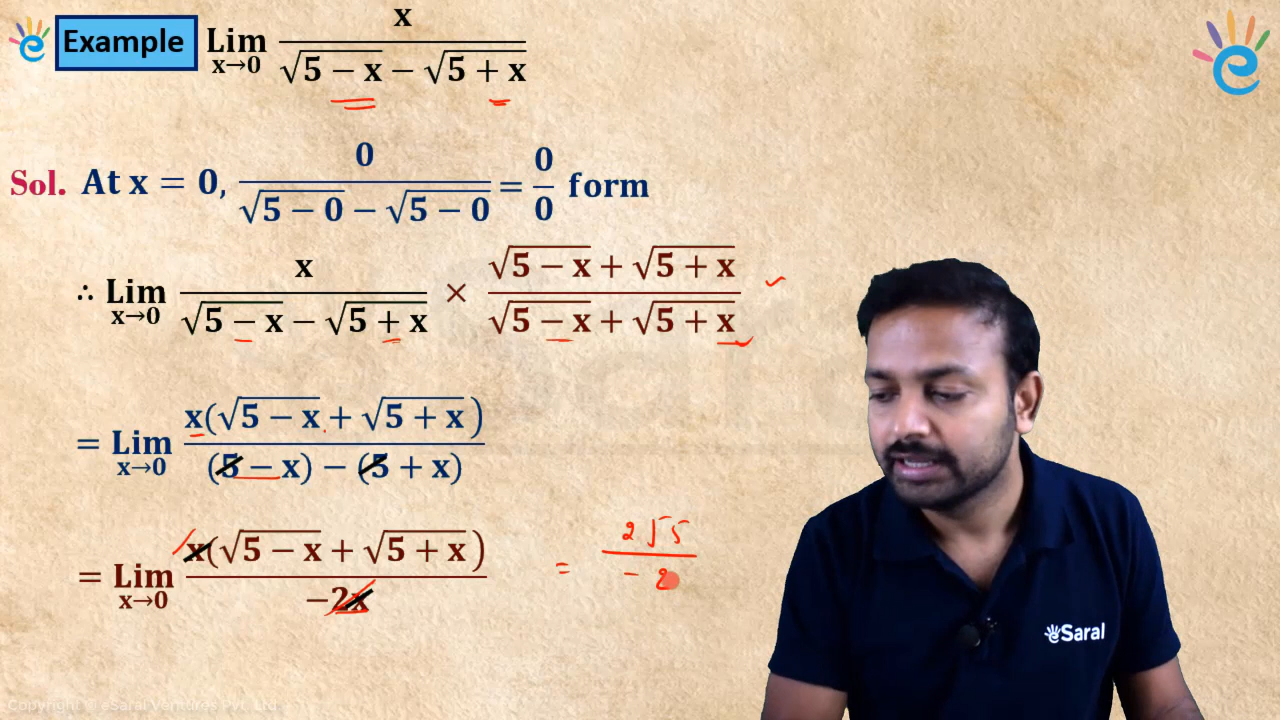 Example Lim x→0 x / (√(5 − x) − √(5 + x))
Sol. At x = 0, 0 / (√(5 − 0) − √(5 − 0)) = 0/0 form
∴ Lim x→0 x / (√(5 − x) − √(5 + x)) × (√(5 − x) + √(5 + x)) / (√(5 − x) + √(5 + x))
= Lim x→0 x(√(5 − x) + √(5 + x)) / ((5 − x) − (5 + x))
= Lim x→0 x(√(5 − x) + √(5 + x)) / −2x = 2√5 / −2
eSaral
Copyright © eSaral Ventures Pvt. Ltd.